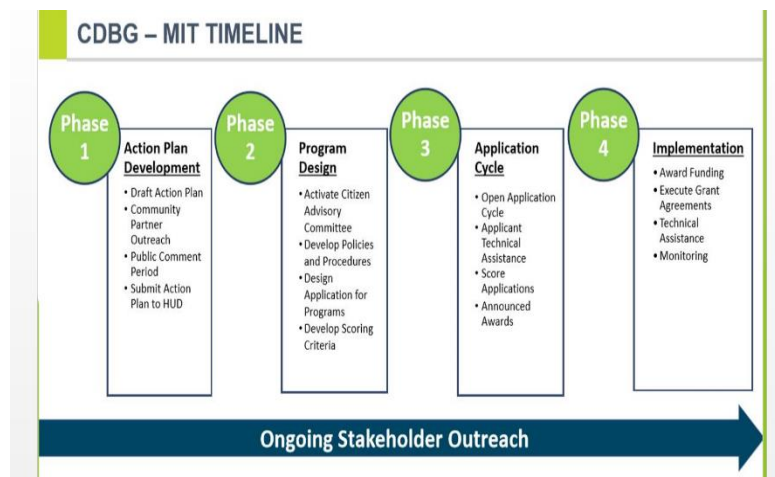 CDBG – MIT TIMELINE
Phase
1
Action Plan
Development
• Draft Action Plan
• Community
Partner
Outreach
• Public Comment
Period
• Submit Action
Plan to HUD
Phase
2
Program
Design
• Activate Citizen
Advisory
Committee
• Develop Policies
and Procedures
• Design
Application for
Programs
• Develop Scoring
Criteria
Phase
3
Application
Cycle
• Open Application
Cycle
• Applicant
Technical
Assistance
• Score
Applications
• Announced
Awards
Phase
4
Implementation
• Award Funding
• Execute Grant
Agreements
• Technical
Assistance
• Monitoring
Ongoing Stakeholder Outreach